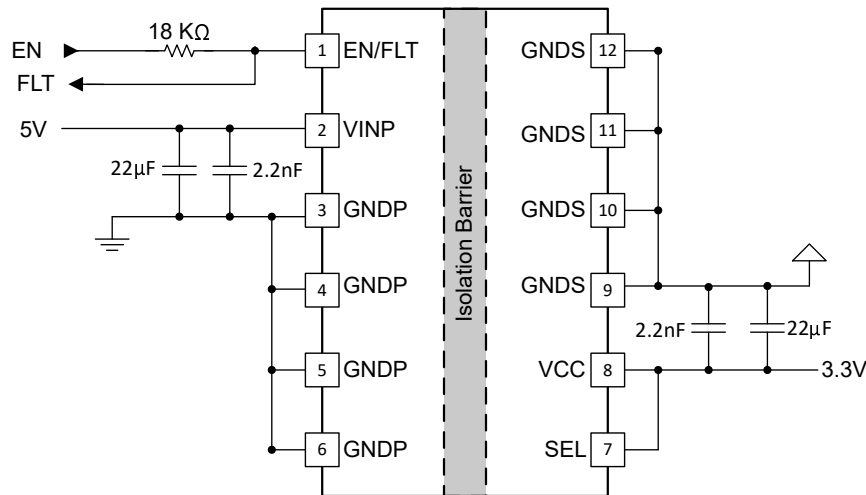 18 KΩ
EN
1
EN/FLT
GNDS
12
FLT
5V
2
VINP
GNDS
11
22µF
2.2nF
3
GNDP
GNDS
10
Isolation Barrier
4
GNDP
GNDS
9
2.2nF
22µF
5
GNDP
VCC
8
3.3V
6
GNDP
SEL
7